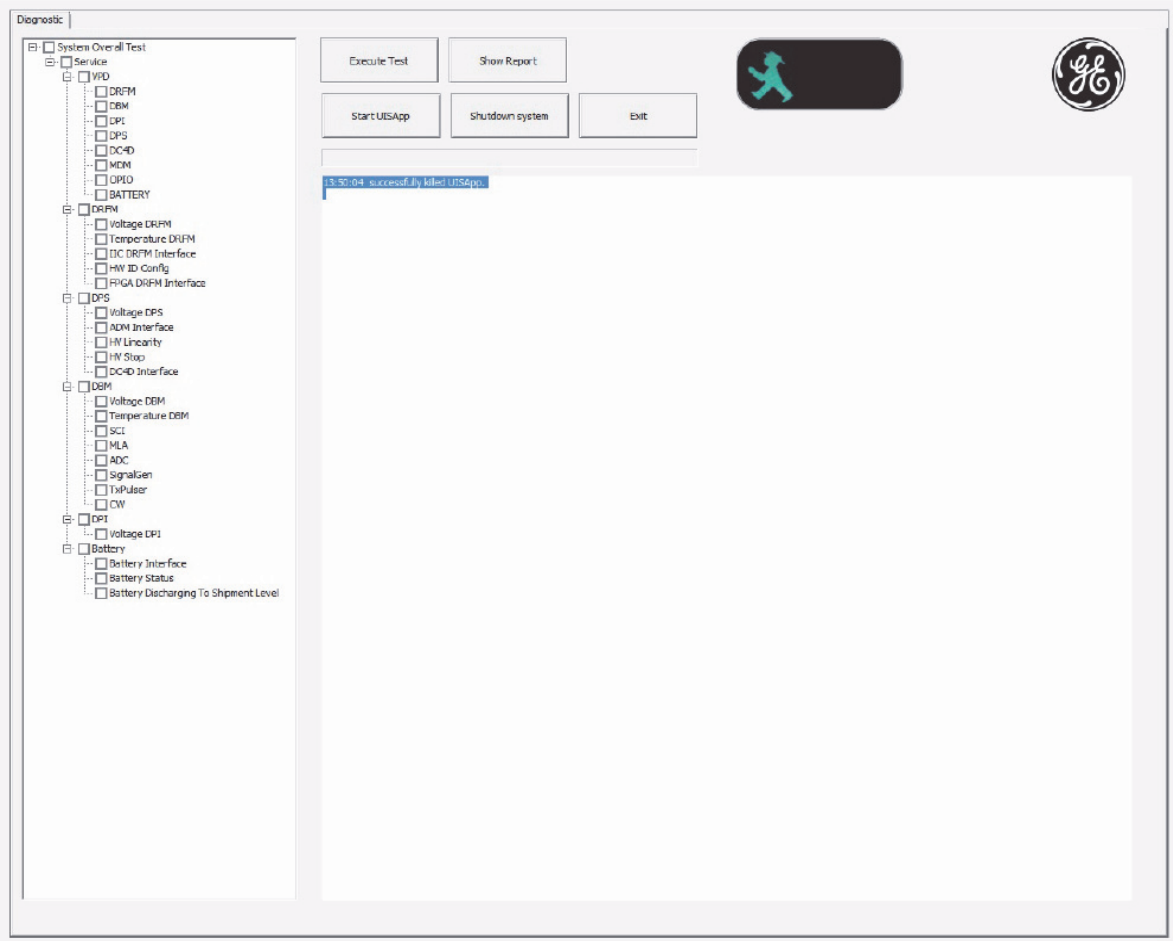 Diagnostic
System Overall Test
Service
VPD
DRFM
DBM
DPI
DPS
DC4D
MDM
OPIO
BATTERY
DRFM
Voltage DRFM
Temperature DRFM
IIC DRFM Interface
HW ID Config
FPGA DRFM Interface
DPS
Voltage DPS
ADM Interface
HV Linearity
HV Stop
DC4D Interface
DBM
Voltage DBM
Temperature DBM
SCI
MLA
ADC
SignalGen
TxPulser
CW
DPI
Voltage DPI
Battery
Battery Interface
Battery Status
Battery Discharging To Shipment Level
Execute Test
Show Report
Start UISApp
Shutdown system
Exit
13:50:04 successfully killed UISApp.
GE